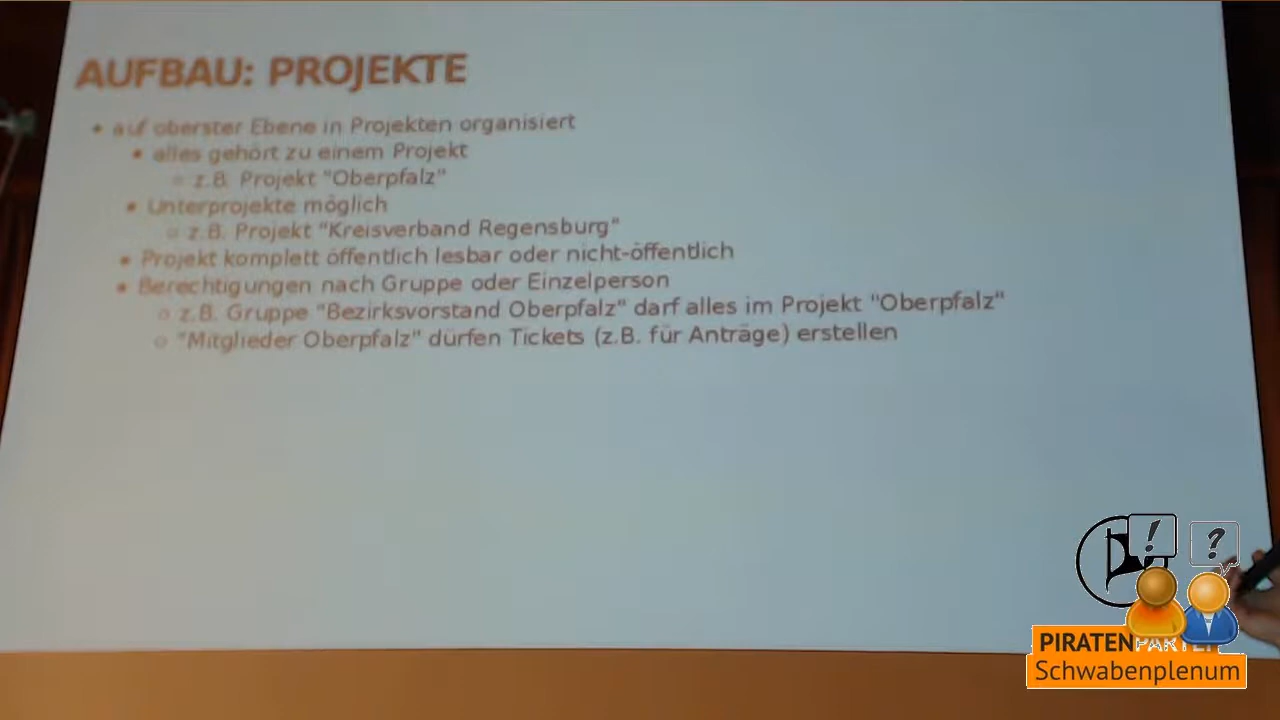 AUFBAU: PROJEKTE
• auf oberster Ebene in Projekten organisiert
• alles gehört zu einem Projekt
○ z.B. Projekt "Oberpfalz"
• Unterprojekte möglich
○ z.B. Projekt "Kreisverband Regensburg"
• Projekt komplett öffentlich lesbar oder nicht-öffentlich
• Berechtigungen nach Gruppe oder Einzelperson
○ z.B. Gruppe "Bezirksvorstand Oberpfalz" darf alles im Projekt "Oberpfalz"
○ "Mitglieder Oberpfalz" dürfen Tickets (z.B. für Anträge) erstellen
! ?
PIRATENPARTEI
Schwabenplenum